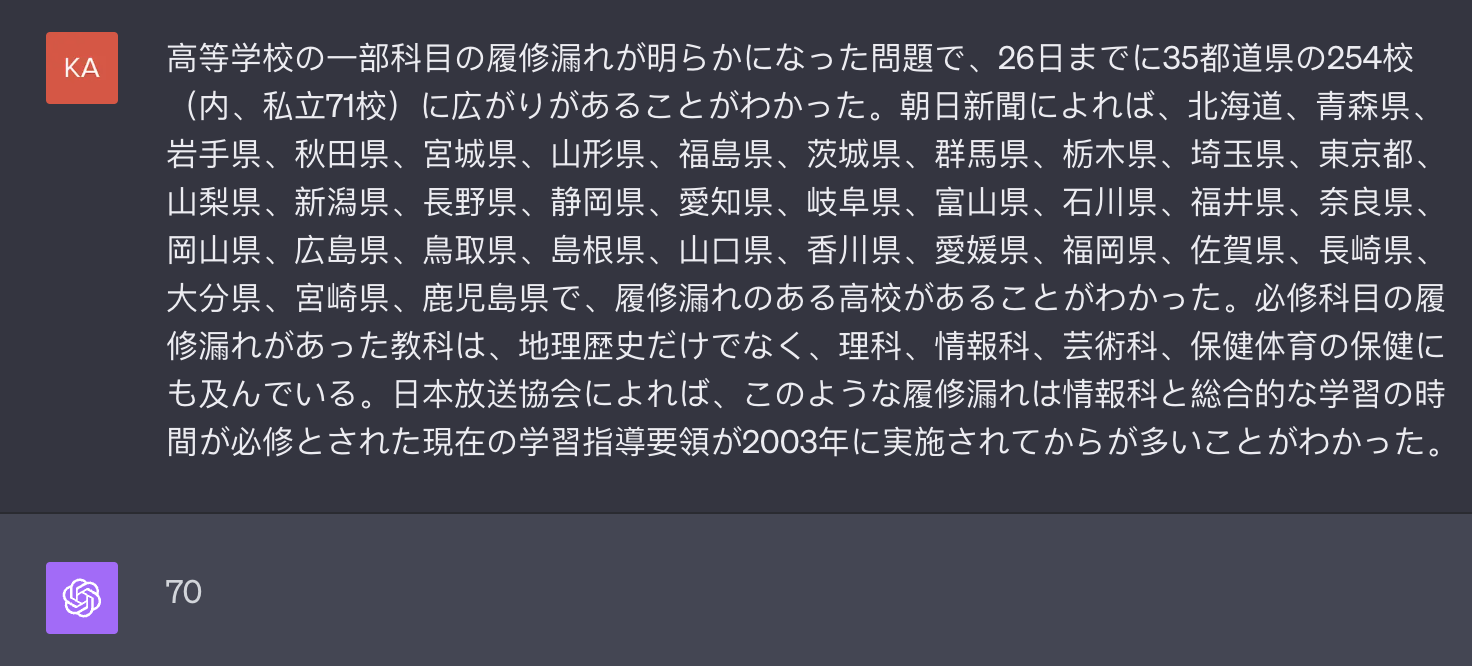 KA
高等学校の一部科目の履修漏れが明らかになった問題で、26日までに35都道県の254校
（内、私立71校）に広がりがあることがわかった。朝日新聞によれば、北海道、青森県、
岩手県、秋田県、宮城県、山形県、福島県、茨城県、群馬県、栃木県、埼玉県、東京都、
山梨県、新潟県、長野県、静岡県、愛知県、岐阜県、富山県、石川県、福井県、奈良県、
岡山県、広島県、鳥取県、島根県、山口県、香川県、愛媛県、福岡県、佐賀県、長崎県、
大分県、宮崎県、鹿児島県で、履修漏れのある高校があることがわかった。必修科目の履
修漏れがあった教科は、地理歴史だけでなく、理科、情報科、芸術科、保健体育の保健に
も及んでいる。日本放送協会によれば、このような履修漏れは情報科と総合的な学習の時
間が必修とされた現在の学習指導要領が2003年に実施されてからが多いことがわかった。
70